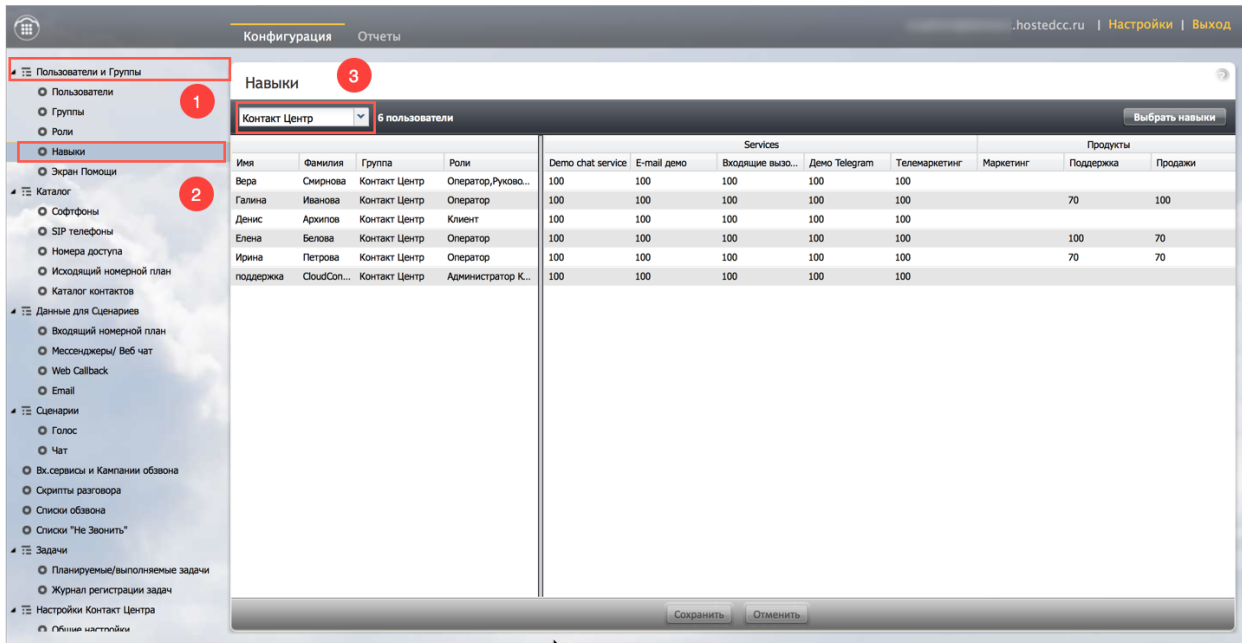 Конфигурация Отчеты .hostedcc.ru | Настройки | Выход
Пользователи и Группы
Пользователи
1
Группы
Роли
Навыки
Экран Помощи
2
Каталог
Софтфоны
SIP телефоны
Номера доступа
Исходящий номерной план
Каталог контактов
Данные для Сценариев
Входящий номерной план
Мессенджеры/ Веб чат
Web Callback
Email
Сценарии
Голос
Чат
Вх.сервисы и Кампании обзвона
Скрипты разговора
Списки обзвона
Списки "Не Звонить"
Задачи
Планируемые/выполняемые задачи
Журнал регистрации задач
Настройки Контакт Центра
Общие настройки
Навыки 3
Контакт Центр 6 пользователи Выбрать навыки
Services Продукты
Имя Фамилия Группа Роли Demo chat service E-mail демо Входящие вызо... Демо Telegram Телемаркетинг Маркетинг Поддержка Продажи
Вера Смирнова Контакт Центр Оператор,Руково... 100 100 100 100 100
Галина Иванова Контакт Центр Оператор 100 100 100 100 100 70 100
Денис Архипов Контакт Центр Клиент 100 100 100 100 100
Елена Белова Контакт Центр Оператор 100 100 100 100 100 100 70
Ирина Петрова Контакт Центр Оператор 100 100 100 100 100 70 70
поддержка CloudCon... Контакт Центр Администратор К... 100 100 100 100 100
Сохранить Отменить